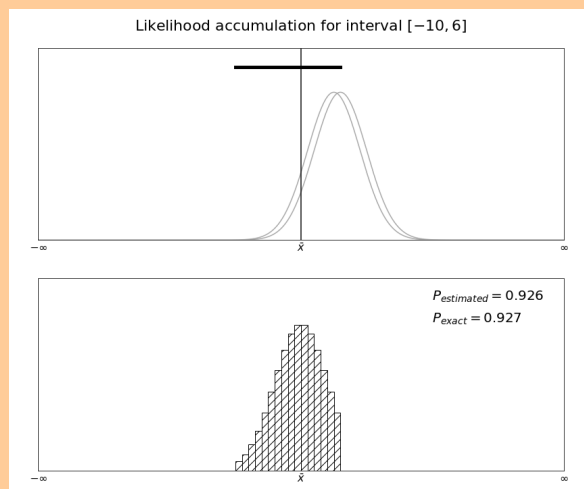 Likelihood accumulation for interval [−10, 6]
−∞ x̄ ∞
P_estimated = 0.926
P_exact = 0.927
−∞ x̄ ∞